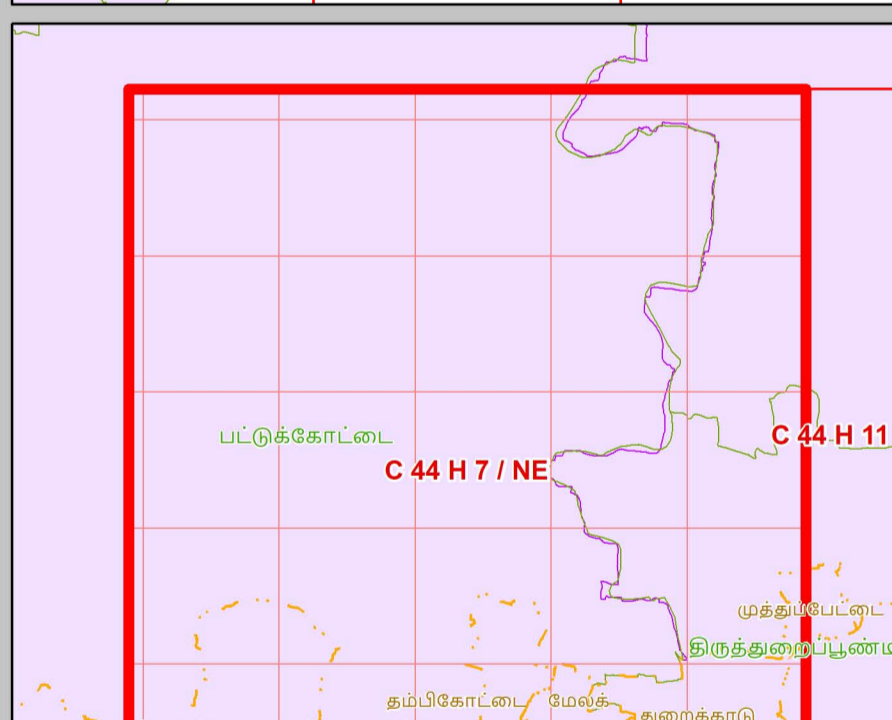 பட்டுக்கோட்டை
C 44 H 11
C 44 H 7 / NE
முத்துப்பேட்டை
தம்பிகோட்டை மேலக்
துறைக்காடு